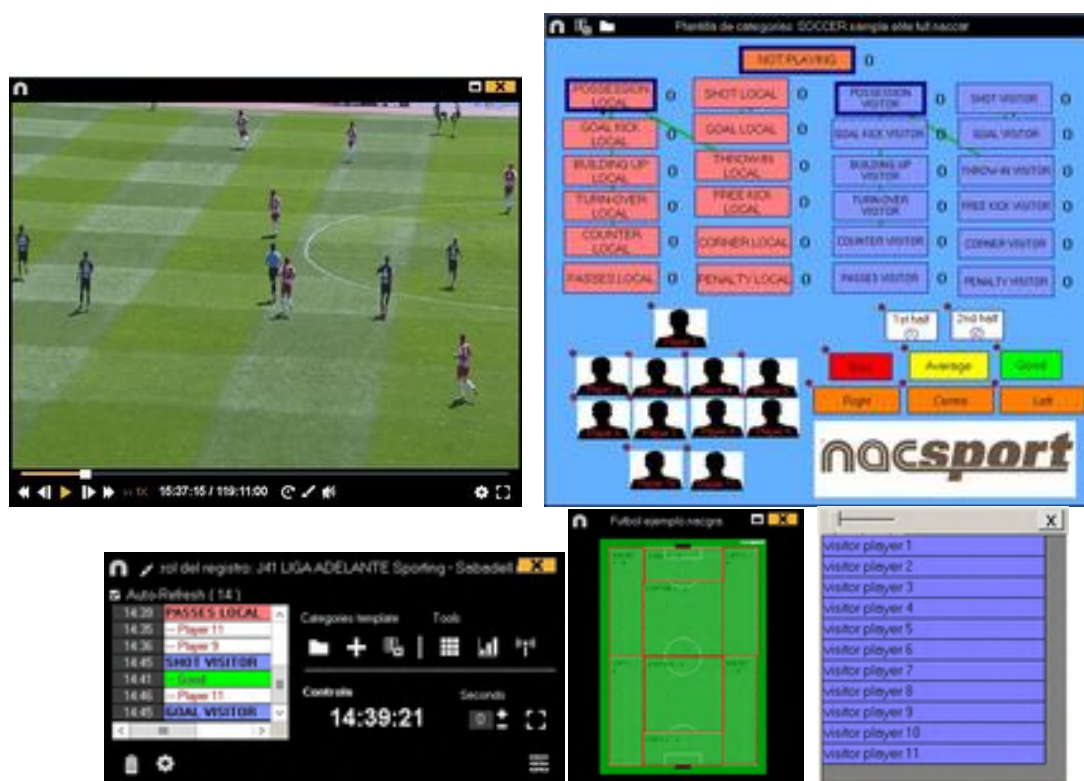 Plantilla de categorias: SOCCER sample elite full.naccer
NOT PLAYING 0
POSSESSION LOCAL 0
SHOT LOCAL 0
POSSESSION VISITOR 0
SHOT VISITOR 0
GOAL KICK LOCAL 0
GOAL LOCAL 0
GOAL KICK VISITOR 0
GOAL VISITOR 0
BUILDING UP LOCAL 0
THROW-IN LOCAL 0
BUILDING UP VISITOR 0
THROW-IN VISITOR 0
TURN-OVER LOCAL 0
FREE KICK LOCAL 0
TURN-OVER VISITOR 0
FREE KICK VISITOR 0
COUNTER LOCAL 0
CORNER LOCAL 0
COUNTER VISITOR 0
CORNER VISITOR 0
PASSES LOCAL 0
PENALTY LOCAL 0
PASSES VISITOR 0
PENALTY VISITOR 0
1st half
2nd half
Average
Good
Right
Centre
Left
nacsport
1X 15:37:15 / 119:11:00
rol del registro: J41 LIGA ADELANTE Sporting - Sabadell
Auto-Refresh ( 14 )
14:39 PASSES LOCAL
14:35 -- Player 11
14:36 -- Player 9
14:45 SHOT VISITOR
14:41 -- Good
14:46 -- Player 11
14:45 GOAL VISITOR
Categories template
Tools
Controls
Seconds
14:39:21
0
Futbol ejemplo.nacgra
X
visitor player 1
visitor player 2
visitor player 3
visitor player 4
visitor player 5
visitor player 6
visitor player 7
visitor player 8
visitor player 9
visitor player 10
visitor player 11